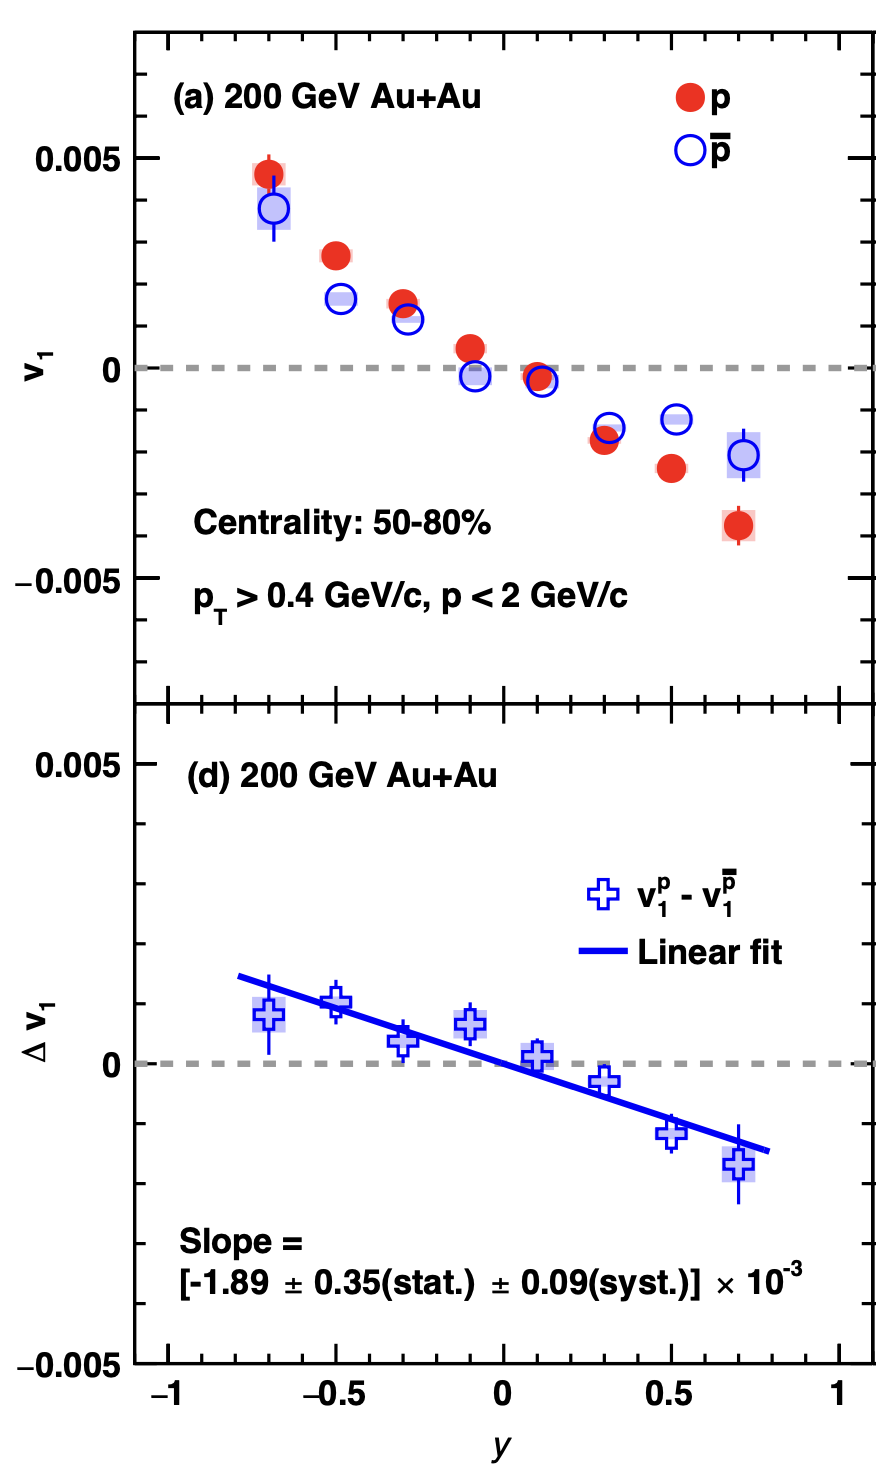 (a) 200 GeV Au+Au
p
p̅
0.005
0
−0.005
v₁
Centrality: 50-80%
p_T > 0.4 GeV/c, p < 2 GeV/c
(d) 200 GeV Au+Au
0.005
0
−0.005
Δ v₁
v₁ᵖ - v₁^p̅
Linear fit
Slope =
[-1.89 ± 0.35(stat.) ± 0.09(syst.)] × 10⁻³
−1 −0.5 0 0.5 1
y